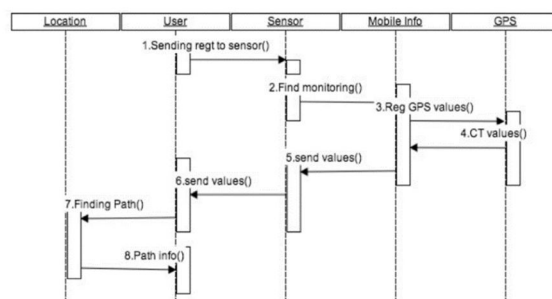 Location User Sensor Mobile Info GPS
1.Sending regt to sensor()
2.Find monitoring()
3.Reg GPS values()
4.CT values()
5.send values()
6.send values()
7.Finding Path()
8.Path info()